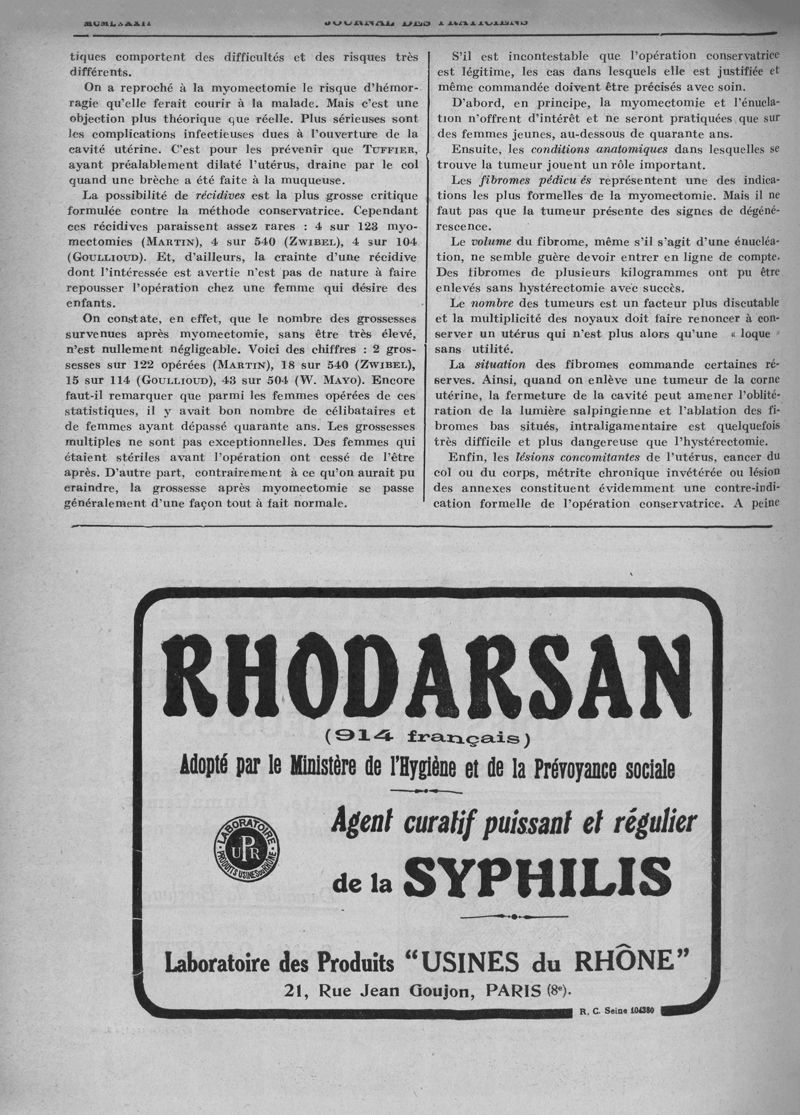 MCMLXXXII
JOURNAL DES PRATICIENS
tiques comportent des difficultés et des risques très
différents.
On a reproché à la myomectomie le risque d'hémor-
ragie qu'elle ferait courir à la malade. Mais c'est une
objection plus théorique que réelle. Plus sérieuses sont
les complications infectieuses dues à l'ouverture de la
cavité utérine. C'est pour les prévenir que TUFFIER,
ayant préalablement dilaté l'utérus, draine par le col
quand une brèche a été faite à la muqueuse.
La possibilité de récidives est la plus grosse critique
formulée contre la méthode conservatrice. Cependant
ces récidives paraissent assez rares : 4 sur 123 myo-
mectomies (MARTIN), 4 sur 540 (ZWIBEL), 4 sur 104
(GOULLIOUD). Et, d'ailleurs, la crainte d'une récidive
dont l'intéressée est avertie n'est pas de nature à faire
repousser l'opération chez une femme qui désire des
enfants.
On constate, en effet, que le nombre des grossesses
survenues après myomectomie, sans être très élevé,
n'est nullement négligeable. Voici des chiffres : 2 gros-
sesses sur 122 opérées (MARTIN), 18 sur 540 (ZWIBEL),
15 sur 114 (GOULLIOUD), 43 sur 504 (W. MAYO). Encore
faut-il remarquer que parmi les femmes opérées de ces
statistiques, il y avait bon nombre de célibataires et
de femmes ayant dépassé quarante ans. Les grossesses
multiples ne sont pas exceptionnelles. Des femmes qui
étaient stériles avant l'opération ont cessé de l'être
après. D'autre part, contrairement à ce qu'on aurait pu
eraindre, la grossesse après myomectomie se passe
généralement d'une façon tout à fait normale.
S'il est incontestable que l'opération conservatrice
est légitime, les cas dans lesquels elle est justifiée et
même commandée doivent être précisés avec soin.
D'abord, en principe, la myomectomie et l'énucla-
tion n'offrent d'intérêt et ne seront pratiquées que sur
des femmes jeunes, au-dessous de quarante ans.
Ensuite, les conditions anatomiques dans lesquelles se
trouve la tumeur jouent un rôle important.
Les fibromes pédicu és représentent une des indica-
tions les plus formelles de la myomectomie. Mais il ne
faut pas que la tumeur présente des signes de dégéné-
rescence.
Le volume du fibrome, même s'il s'agit d'une énucléa-
tion, ne semble guère devoir entrer en ligne de compte.
Des fibromes de plusieurs kilogrammes ont pu être
enlevés sans hystérectomie avec succès.
Le nombre des tumeurs est un facteur plus discutable
et la multiplicité des noyaux doit faire renoncer à con-
server un utérus qui n'est plus alors qu'une « loque »
sans utilité.
La situation des fibromes commande certaines ré-
serves. Ainsi, quand on enlève une tumeur de la corne
utérine, la fermeture de la cavité peut amener l'oblité-
ration de la lumière salpingienne et l'ablation des fi-
bromes bas situés, intraligamentaire est quelquefois
très difficile et plus dangereuse que l'hystérectomie.
Enfin, les lésions concomitantes de l'utérus, cancer du
col ou du corps, métrite chronique invétérée ou lésion
des annexes constituent évidemment une contre-indi-
cation formelle de l'opération conservatrice. A peine
RHODARSAN
(914 français)
Adopté par le Ministère de l'Hygiène et de la Prévoyance sociale
Agent curatif puissant et régulier
LABORATOIRE
UPR
PRODUITS USINES DU RHONE
de la SYPHILIS
Laboratoire des Produits "USINES du RHÔNE"
21, Rue Jean Goujon, PARIS (8e).
R. C. Seine 104380